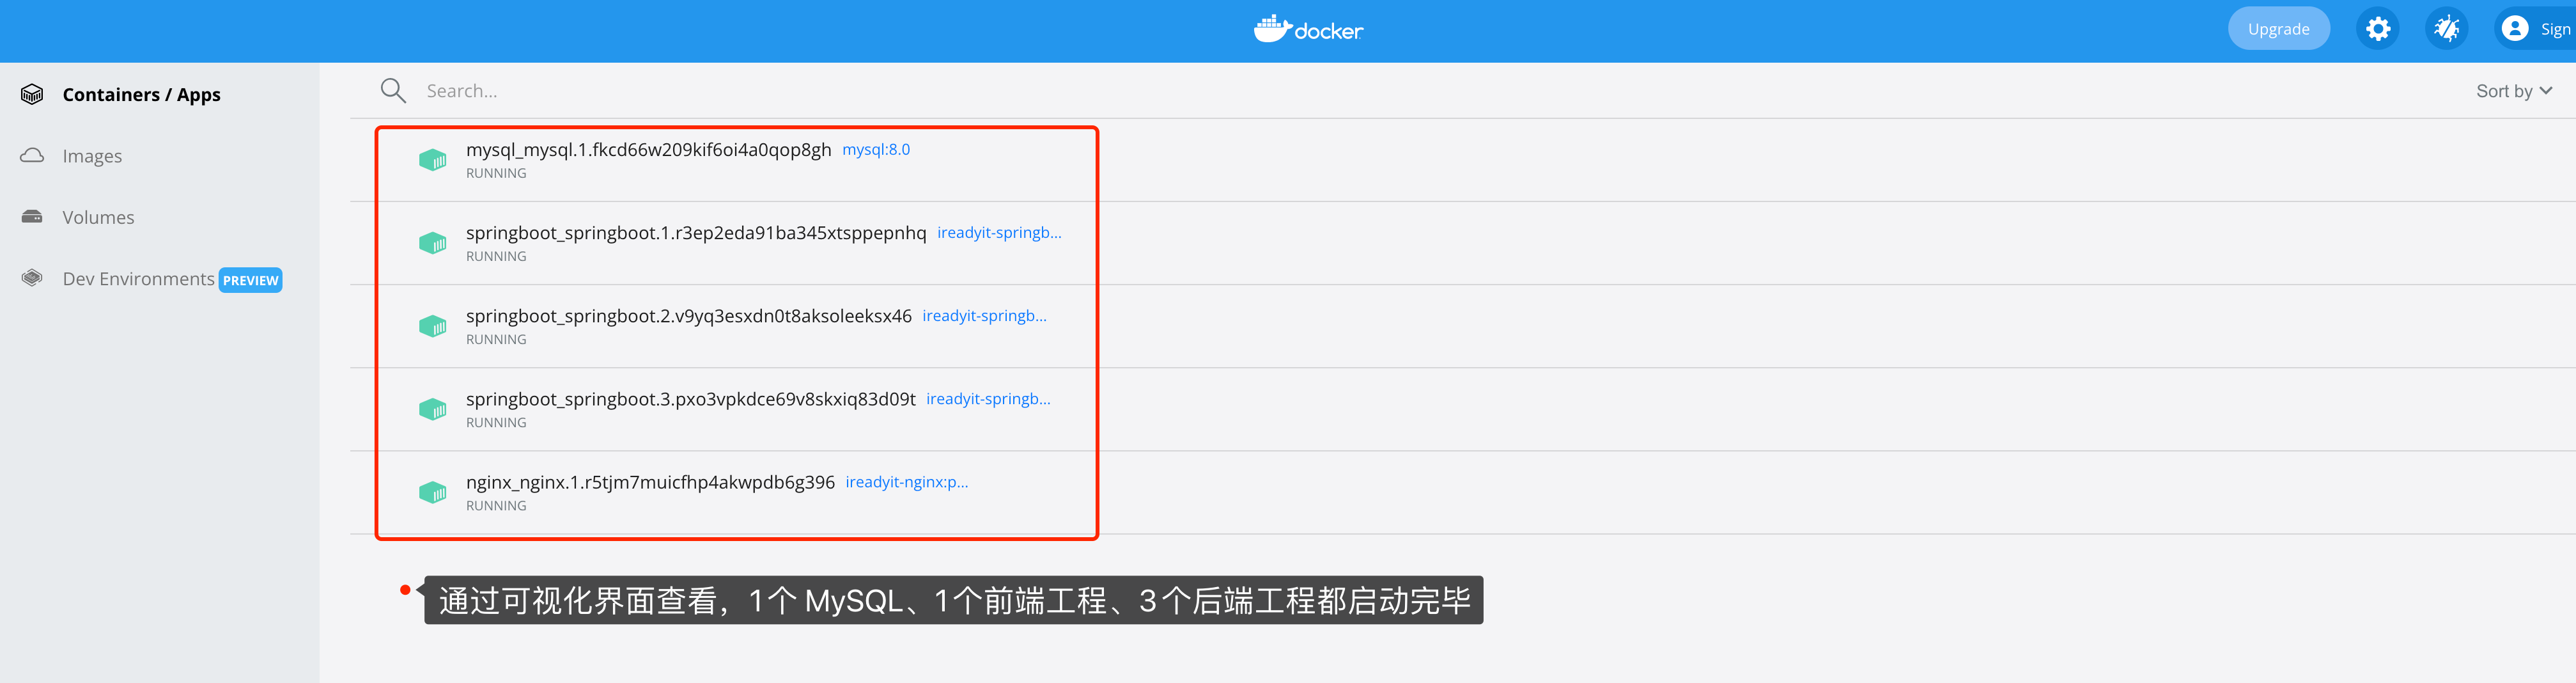 docker
Upgrade
Sign
Containers / Apps
Images
Volumes
Dev Environments PREVIEW
Search...
Sort by
mysql_mysql.1.fkcd66w209kif6oi4a0qop8gh mysql:8.0
RUNNING
springboot_springboot.1.r3ep2eda91ba345xtsppepnhq ireadyit-springb...
RUNNING
springboot_springboot.2.v9yq3esxdn0t8aksoleeksx46 ireadyit-springb...
RUNNING
springboot_springboot.3.pxo3vpkdce69v8skxiq83d09t ireadyit-springb...
RUNNING
nginx_nginx.1.r5tjm7muicfhp4akwpdb6g396 ireadyit-nginx:p...
RUNNING
通过可视化界面查看，1个 MySQL、1个前端工程、3个后端工程都启动完毕